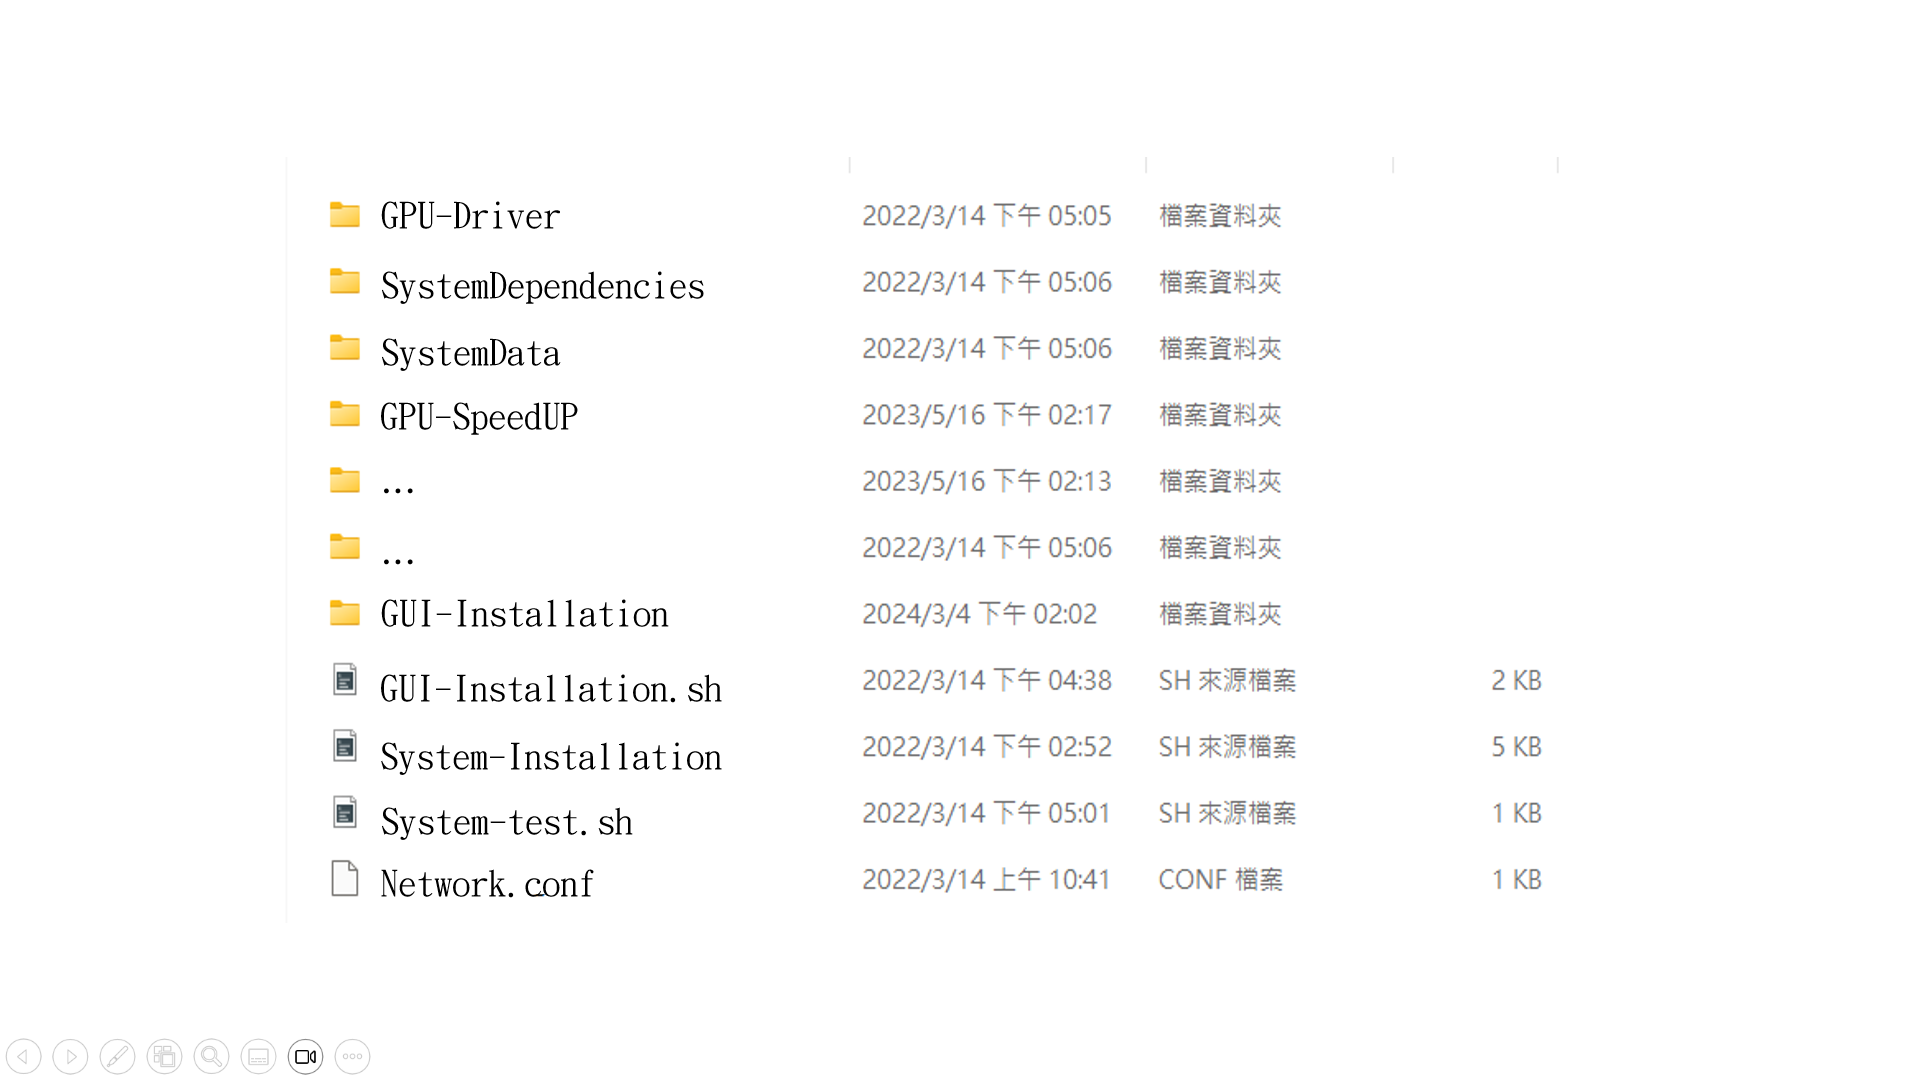 GPU-Driver 2022/3/14 下午 05:05 檔案資料夾
SystemDependencies 2022/3/14 下午 05:06 檔案資料夾
SystemData 2022/3/14 下午 05:06 檔案資料夾
GPU-SpeedUP 2023/5/16 下午 02:17 檔案資料夾
... 2023/5/16 下午 02:13 檔案資料夾
... 2022/3/14 下午 05:06 檔案資料夾
GUI-Installation 2024/3/4 下午 02:02 檔案資料夾
GUI-Installation.sh 2022/3/14 下午 04:38 SH 來源檔案 2 KB
System-Installation 2022/3/14 下午 02:52 SH 來源檔案 5 KB
System-test.sh 2022/3/14 下午 05:01 SH 來源檔案 1 KB
Network.conf 2022/3/14 上午 10:41 CONF 檔案 1 KB